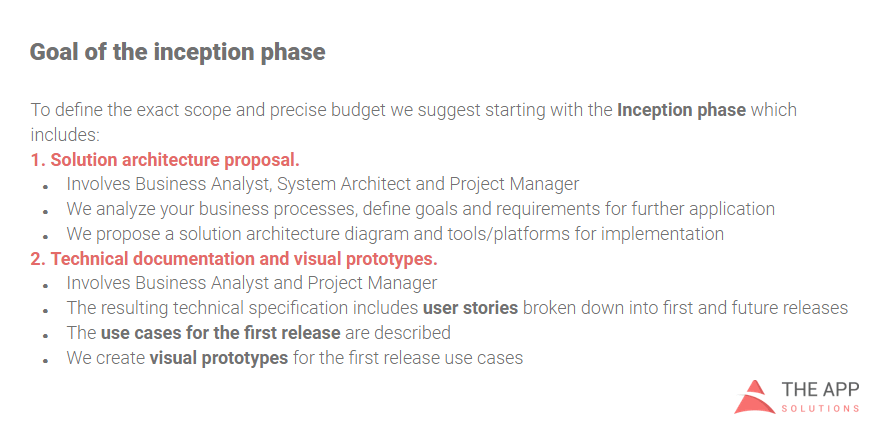 Goal of the inception phase
To define the exact scope and precise budget we suggest starting with the Inception phase which
includes:
1. Solution architecture proposal.
• Involves Business Analyst, System Architect and Project Manager
• We analyze your business processes, define goals and requirements for further application
• We propose a solution architecture diagram and tools/platforms for implementation
2. Technical documentation and visual prototypes.
• Involves Business Analyst and Project Manager
• The resulting technical specification includes user stories broken down into first and future releases
• The use cases for the first release are described
• We create visual prototypes for the first release use cases
THE APP
SOLUTIONS